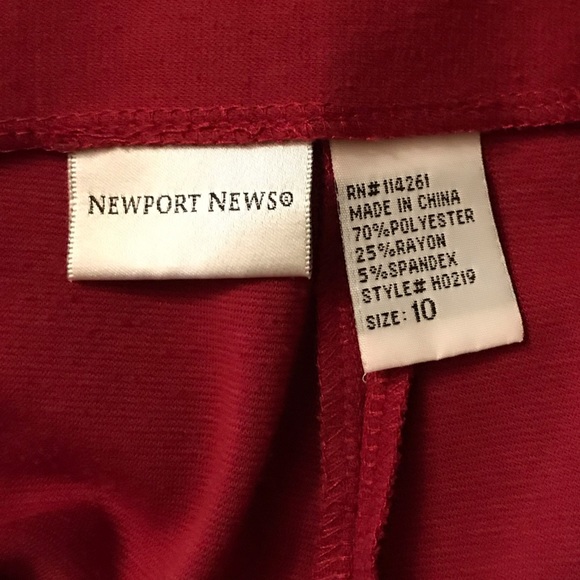 NEWPORT NEWS®
RN# 114261
MADE IN CHINA
70%POLYESTER
25%RAYON
5%SPANDEX
STYLE# H0219
SIZE: 10